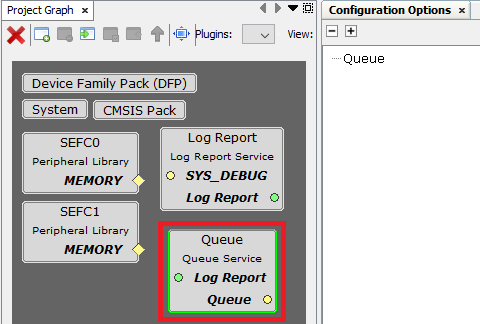 Project Graph ×
Configuration Options ×
Plugins:
View:
Queue
Device Family Pack (DFP)
System
CMSIS Pack
SEFC0
Peripheral Library
MEMORY
Log Report
Log Report Service
SYS_DEBUG
Log Report
SEFC1
Peripheral Library
MEMORY
Queue
Queue Service
Log Report
Queue